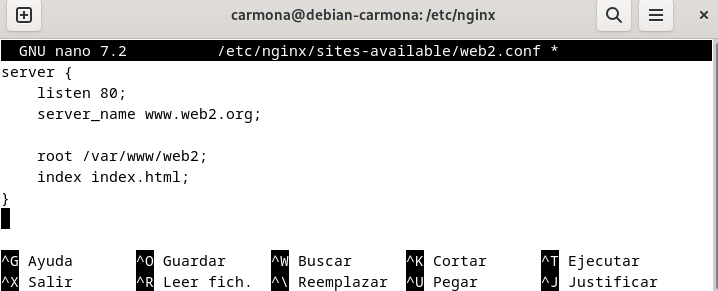 carmona@debian-carmona: /etc/nginx
GNU nano 7.2 /etc/nginx/sites-available/web2.conf *
server {
    listen 80;
    server_name www.web2.org;

    root /var/www/web2;
    index index.html;
}
^G Ayuda ^O Guardar ^W Buscar ^K Cortar ^T Ejecutar
^X Salir ^R Leer fich. ^\ Reemplazar ^U Pegar ^J Justificar